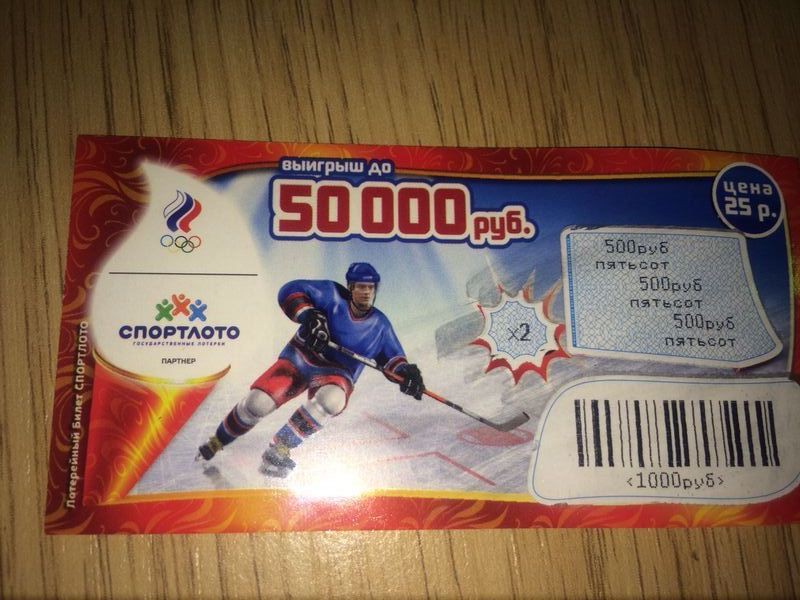 выигрыш до
50 000 руб.
цена
25 р.
СПОРТЛОТО
ГОСУДАРСТВЕННЫЕ ЛОТЕРЕИ
ПАРТНЕР
Лотерейный Билет СПОРТЛОТО
x2
500руб
пятьсот
500руб
пятьсот
500руб
пятьсот
<1000руб>